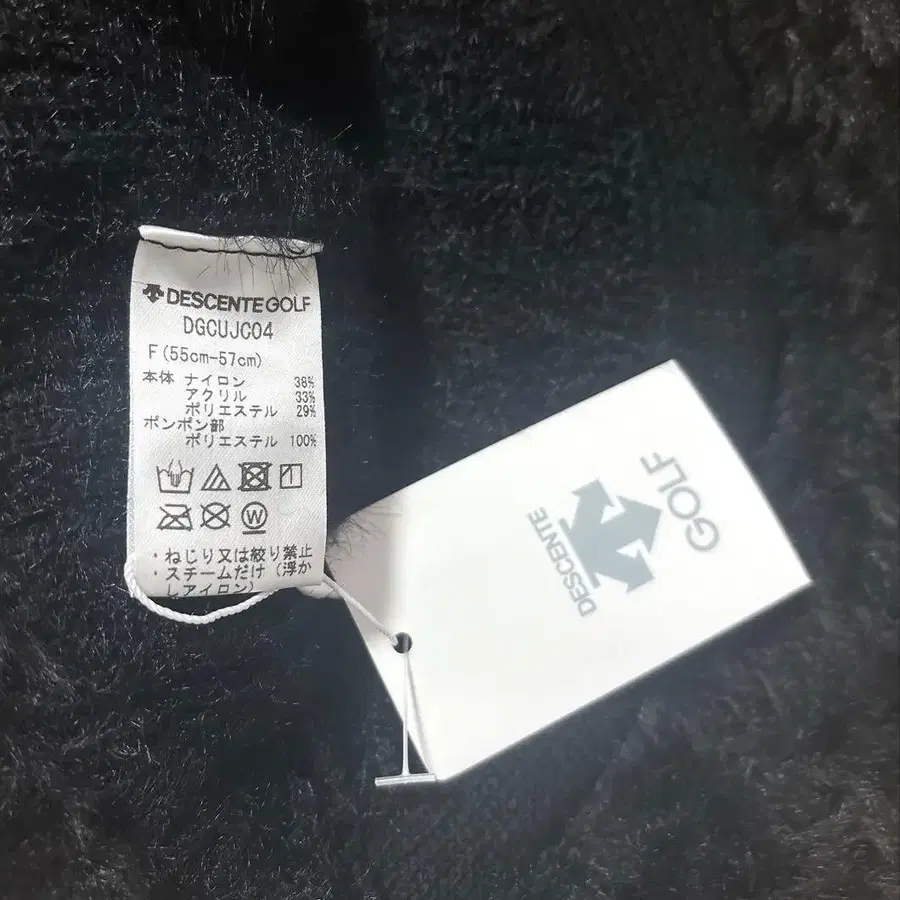 DESCENTE GOLF
DGCUJC04
F(55cm-57cm)
本体 ナイロン 38%
アクリル 33%
ポリエステル 29%
ポンポン部
ポリエステル 100%
W
・ねじり又は絞り禁止
・スチームだけ(浮か
しアイロン)
DESCENTE
GOLF